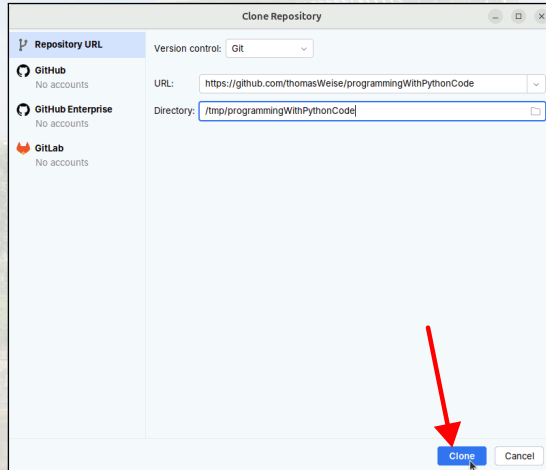 Clone Repository
Repository URL
GitHub
No accounts
GitHub Enterprise
No accounts
GitLab
No accounts
Version control: Git
URL: https://github.com/thomasWeise/programmingWithPythonCode
Directory: /tmp/programmingWithPythonCode
Clone Cancel